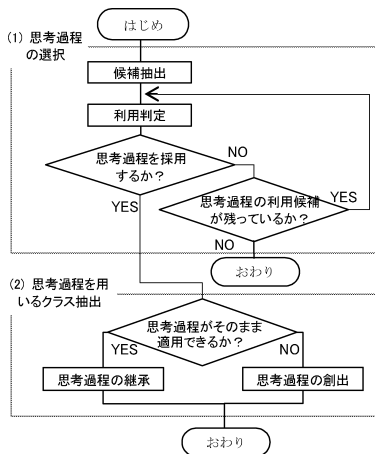 はじめ
(1) 思考過程
の選択
候補抽出
利用判定
思考過程を採用
するか？
NO
YES
思考過程の利用候補
が残っているか？
YES
NO
おわり
(2) 思考過程を用
いるクラス抽出
思考過程がそのまま
適用できるか？
YES
NO
思考過程の継承
思考過程の創出
おわり